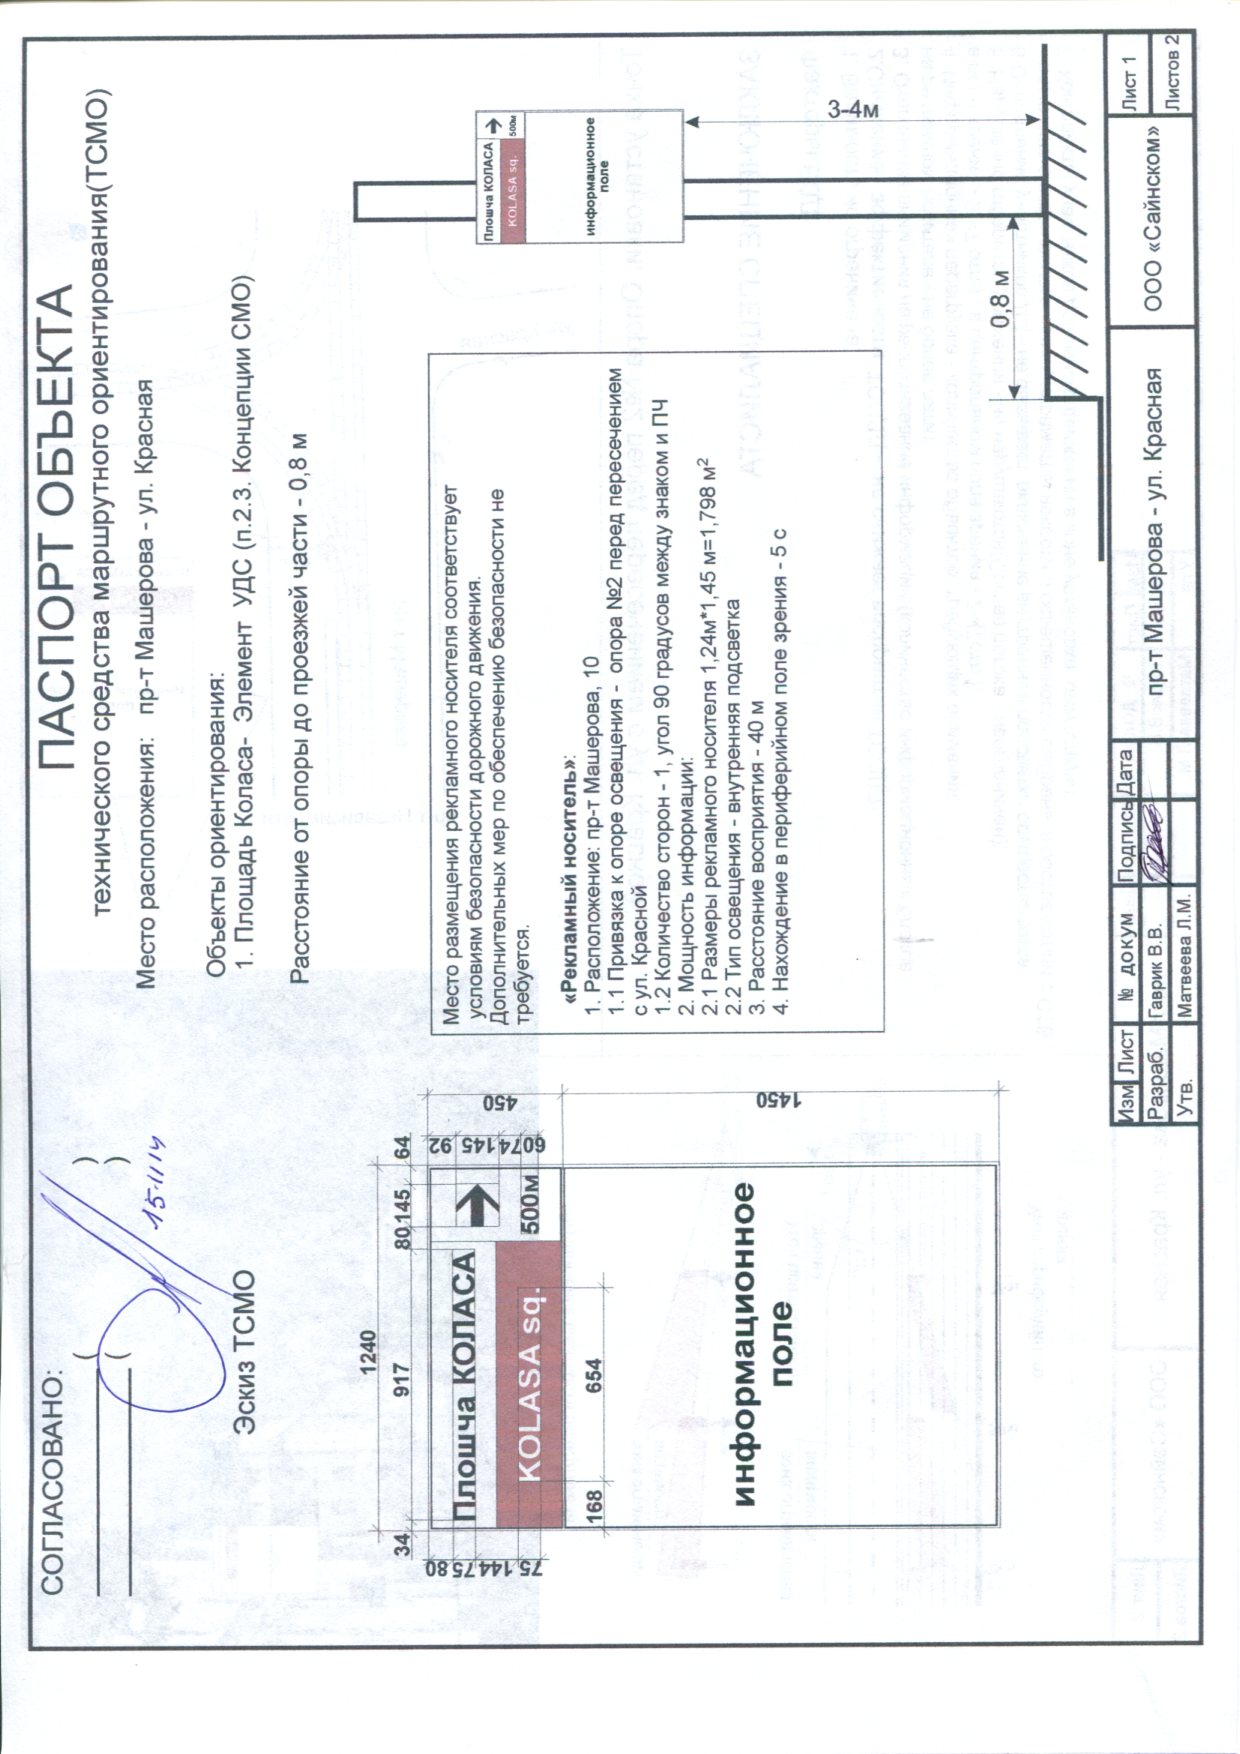 СОГЛАСОВАНО:
( )
( )
15.11.14
ПАСПОРТ ОБЪЕКТА
технического средства маршрутного ориентирования(ТСМО)
Место расположения: пр-т Машерова - ул. Красная
Объекты ориентирования:
1. Площадь Коласа- Элемент УДС (п.2.3. Концепции СМО)
Расстояние от опоры до проезжей части - 0,8 м
Эскиз ТСМО
1240
34 917 80 145 64
80 75 144 75
92 145 74 60
450
1450
Плошча КОЛАСА
KOLASA sq.
500м
168 654
информационное
поле
Место размещения рекламного носителя соответствует
условиям безопасности дорожного движения.
Дополнительных мер по обеспечению безопасности не
требуется.
«Рекламный носитель»:
1. Расположение: пр-т Машерова, 10
1.1 Привязка к опоре освещения - опора №2 перед пересечением
с ул. Красной
1.2 Количество сторон - 1, угол 90 градусов между знаком и ПЧ
2. Мощность информации:
2.1 Размеры рекламного носителя 1,24м*1,45 м=1,798 м²
2.2 Тип освещения - внутренняя подсветка
3. Расстояние восприятия - 40 м
4. Нахождение в периферийном поле зрения - 5 с
Плошча КОЛАСА
KOLASA sq.
500м
информационное
поле
3-4м
0,8 м
Изм Лист № докум Подпись Дата
Разраб. Гаврик В.В.
Утв. Матвеева Л.М.
пр-т Машерова - ул. Красная
ООО «Сайнском»
Лист 1
Листов 2